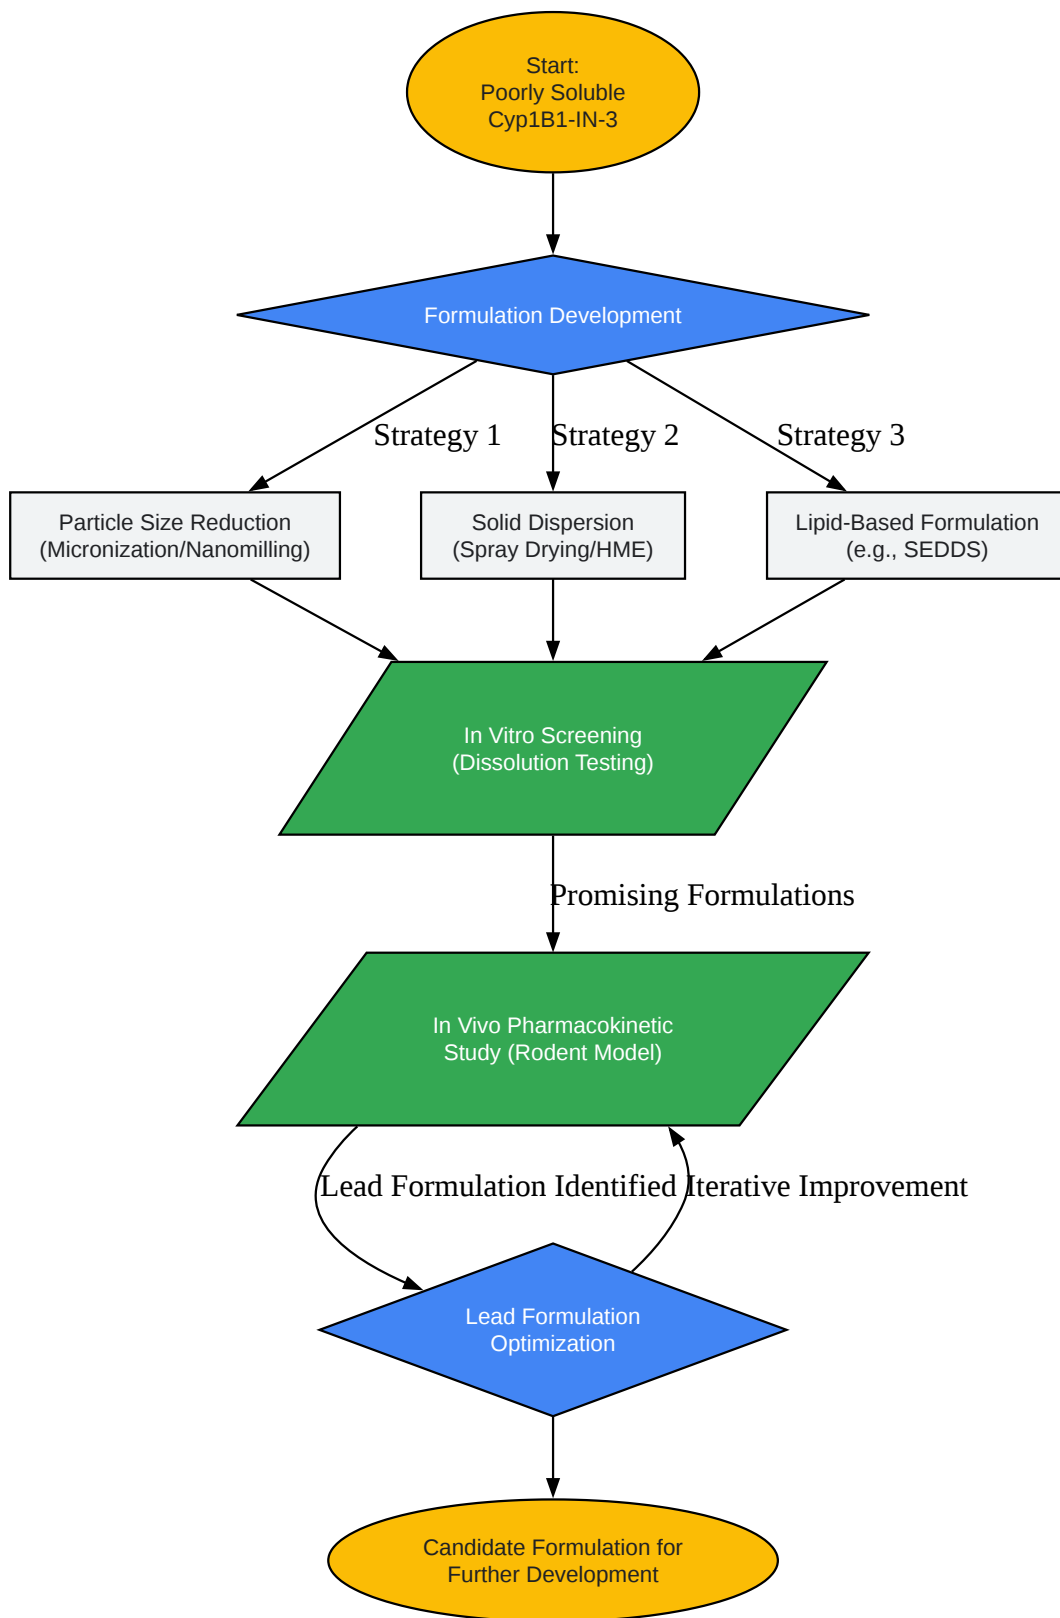 Start:
Poorly Soluble
Cyp1B1-IN-3
Formulation Development
Strategy 1
Strategy 2
Strategy 3
Particle Size Reduction
(Micronization/Nanomilling)
Solid Dispersion
(Spray Drying/HME)
Lipid-Based Formulation
(e.g., SEDDS)
In Vitro Screening
(Dissolution Testing)
Promising Formulations
In Vivo Pharmacokinetic
Study (Rodent Model)
Lead Formulation Identified
Iterative Improvement
Lead Formulation
Optimization
Candidate Formulation for
Further Development